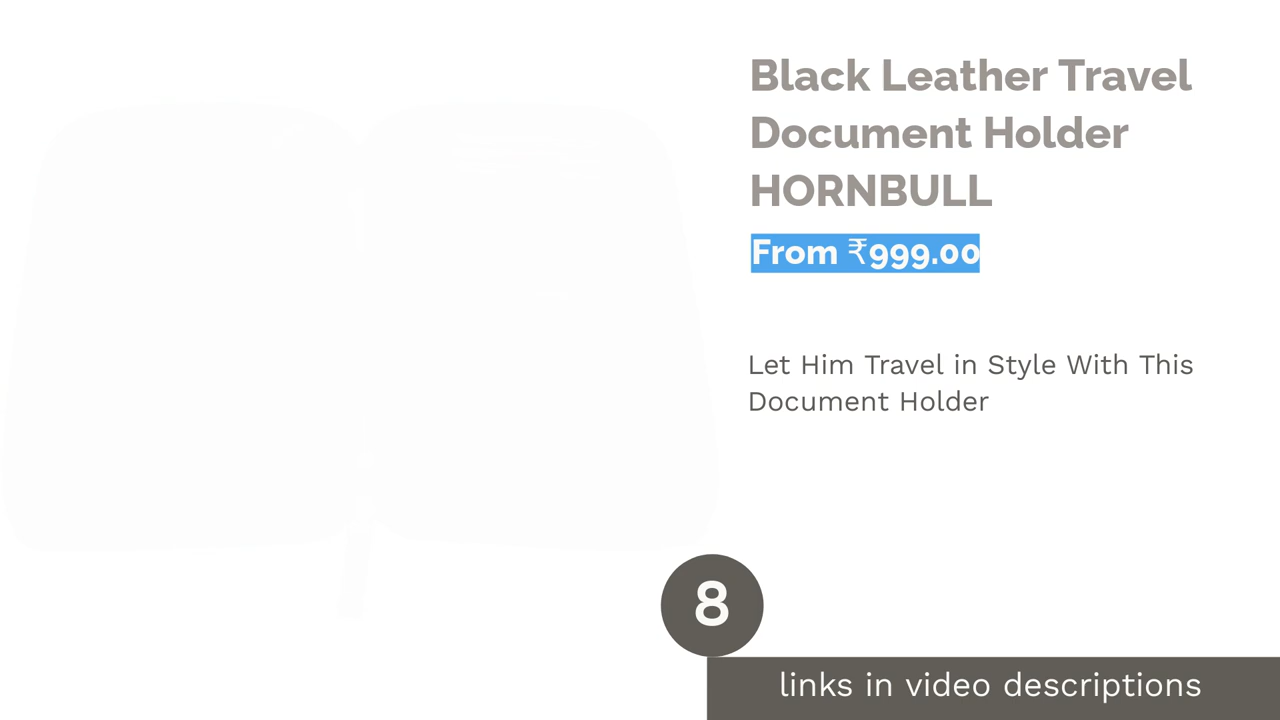 Black Leather Travel
Document Holder
HORNBULL
From ₹999.00
Let Him Travel in Style With This
Document Holder
8
links in video descriptions